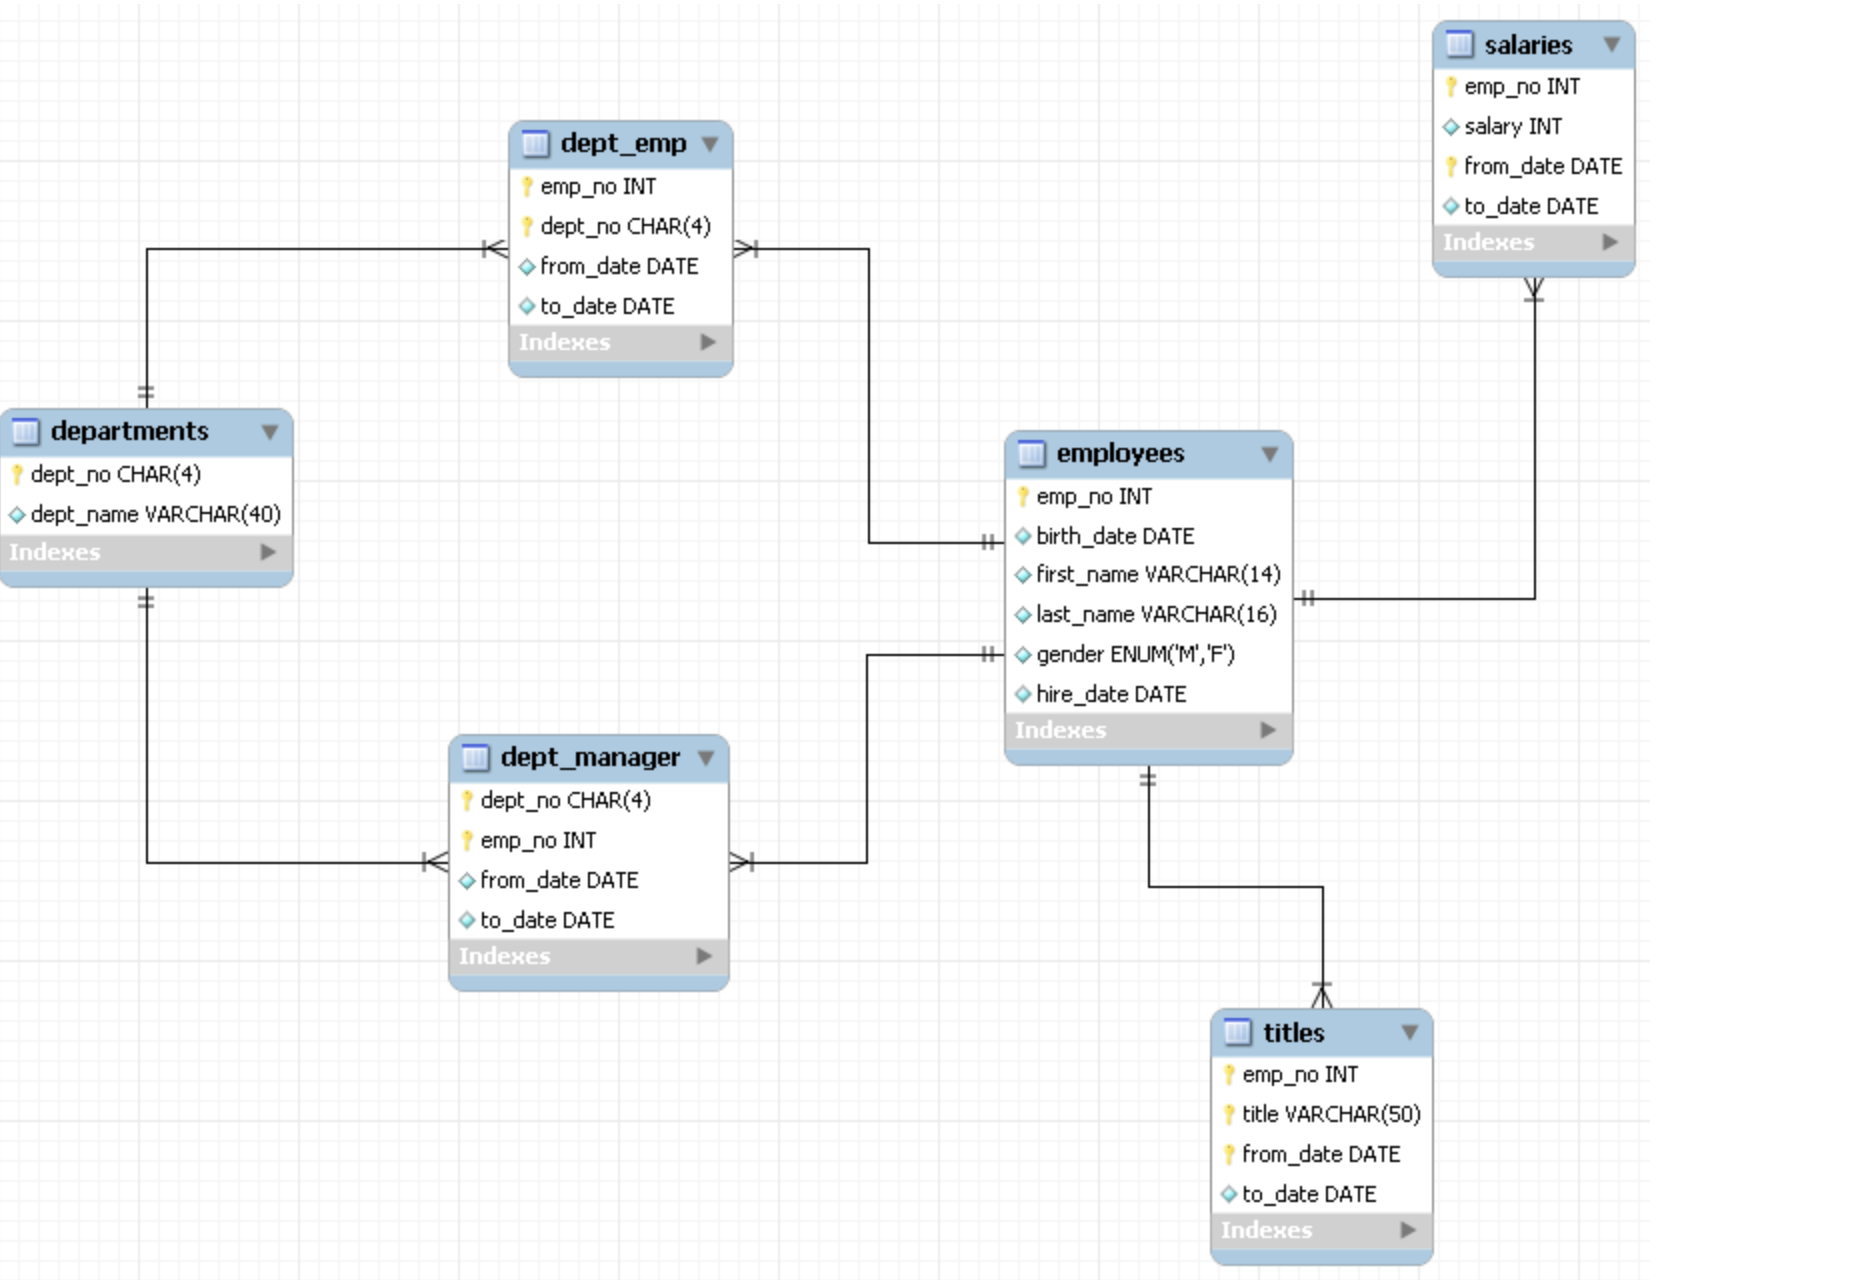 salaries
emp_no INT
salary INT
from_date DATE
to_date DATE
Indexes
dept_emp
emp_no INT
dept_no CHAR(4)
from_date DATE
to_date DATE
Indexes
departments
dept_no CHAR(4)
dept_name VARCHAR(40)
Indexes
employees
emp_no INT
birth_date DATE
first_name VARCHAR(14)
last_name VARCHAR(16)
gender ENUM('M','F')
hire_date DATE
Indexes
dept_manager
dept_no CHAR(4)
emp_no INT
from_date DATE
to_date DATE
Indexes
titles
emp_no INT
title VARCHAR(50)
from_date DATE
to_date DATE
Indexes